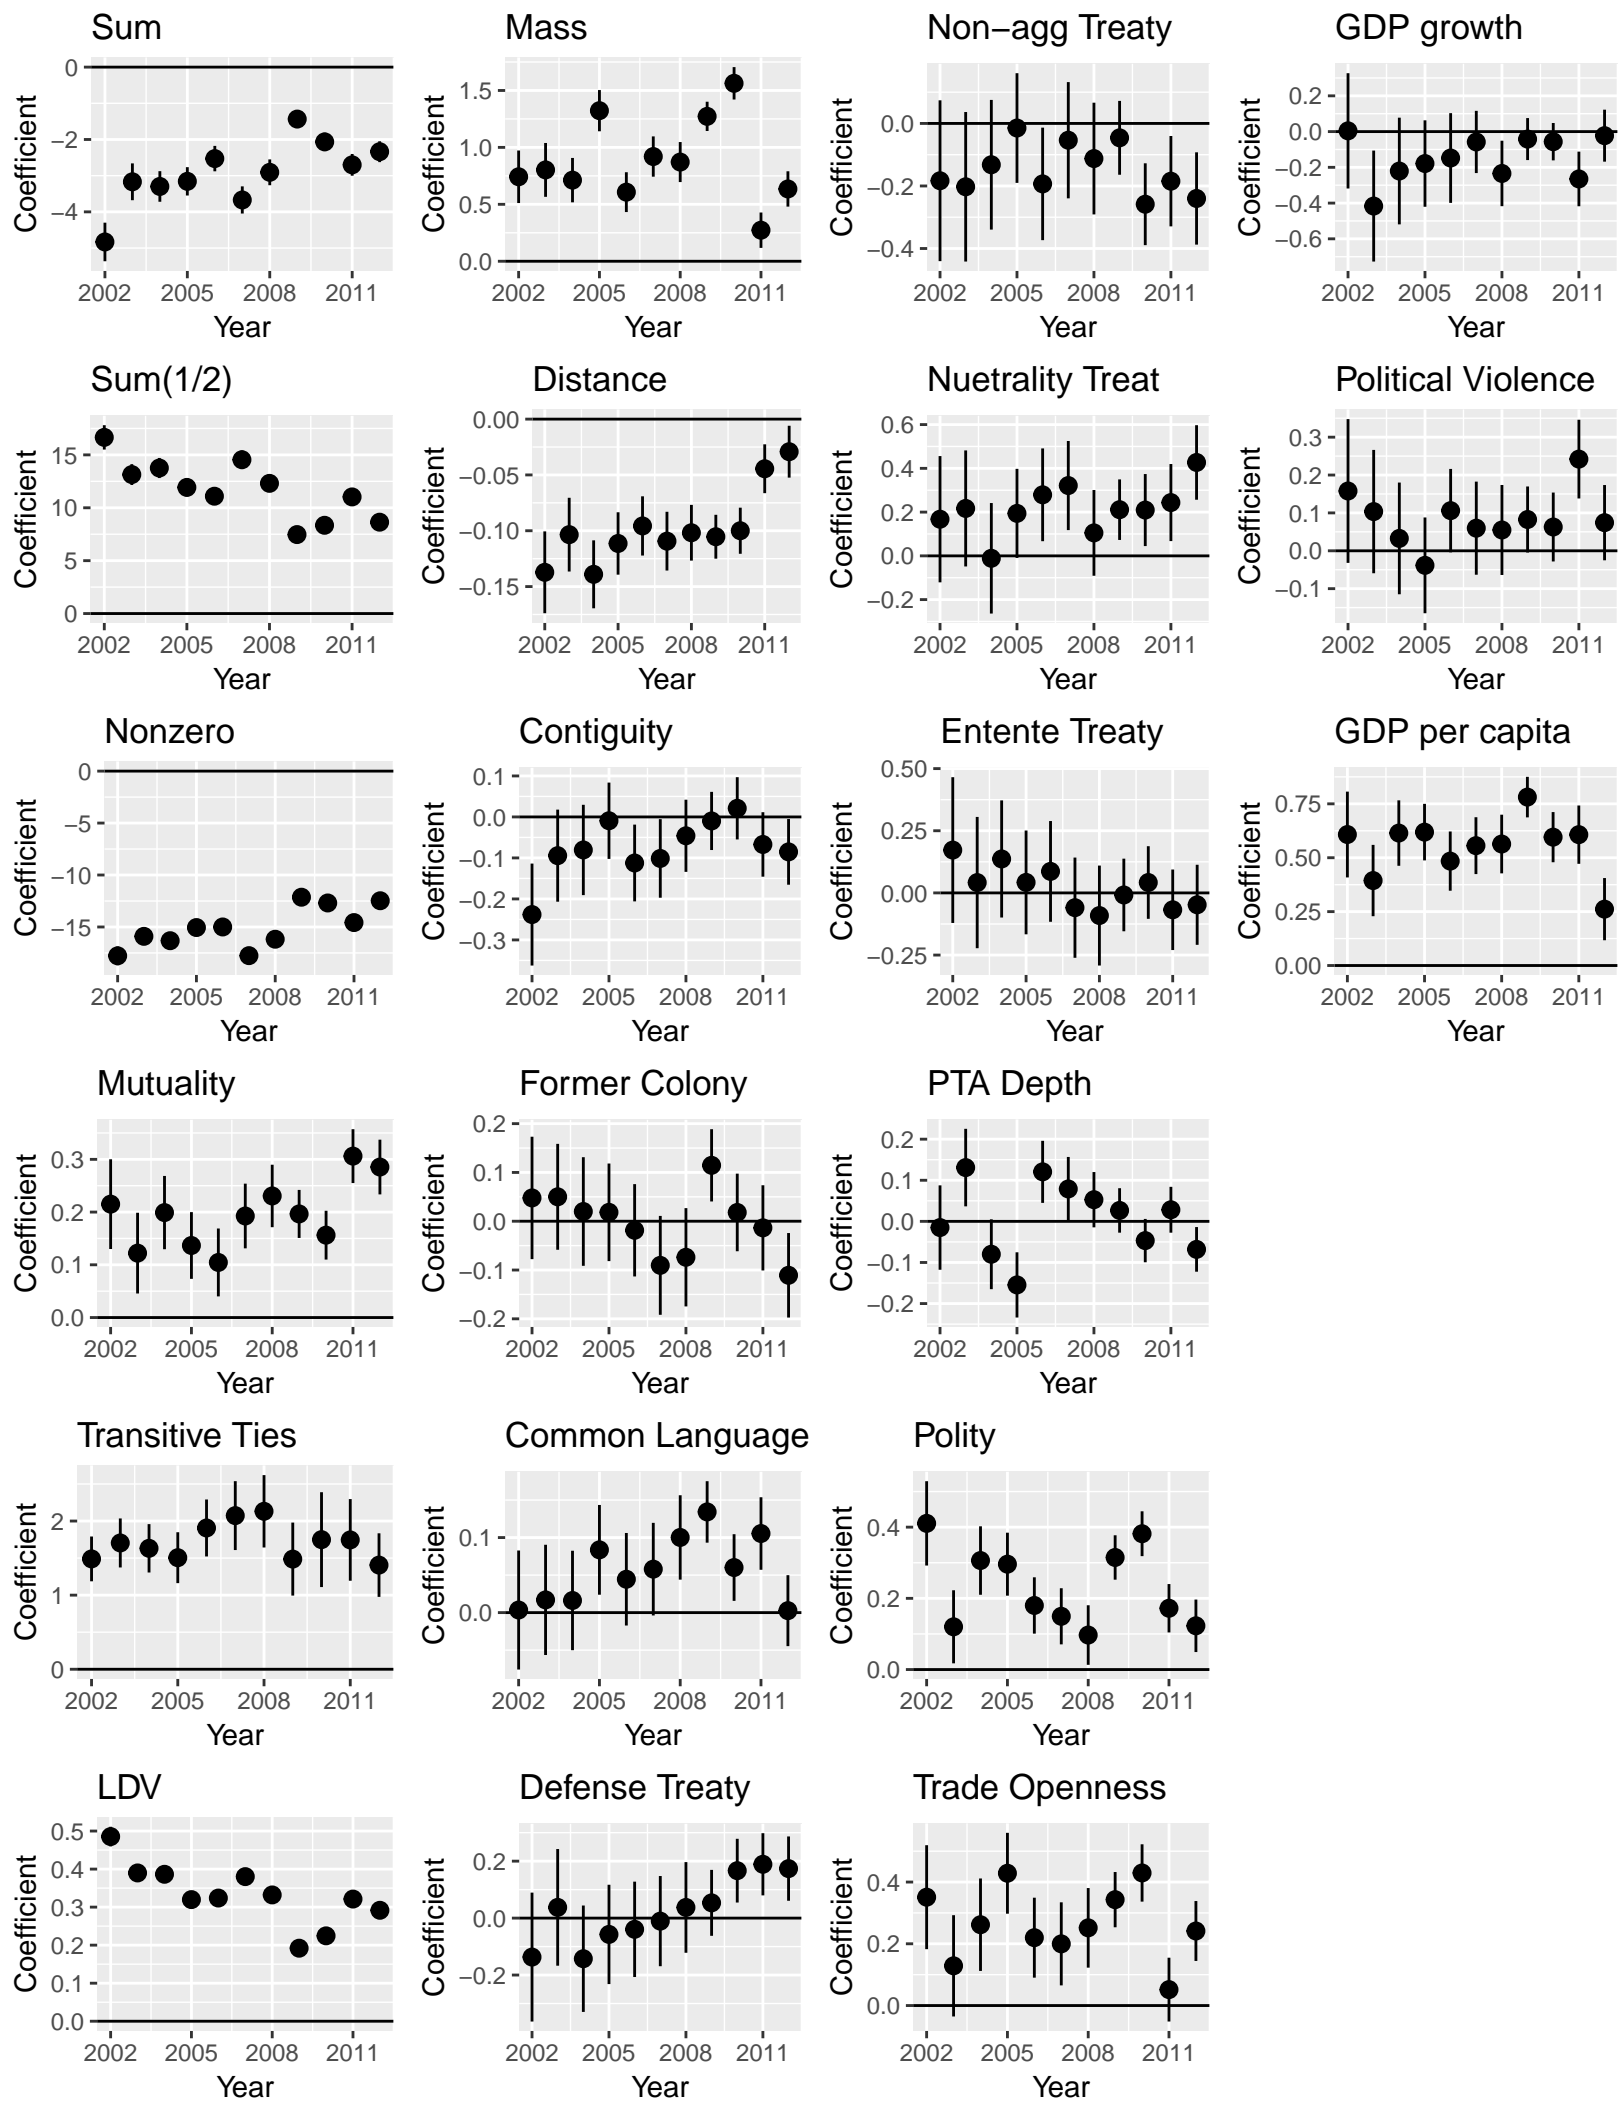 Sum
Coefficient
0
−2
−4
2002 2005 2008 2011
Year
Mass
Coefficient
1.5
1.0
0.5
0.0
2002 2005 2008 2011
Year
Non−agg Treaty
Coefficient
0.0
−0.2
−0.4
2002 2005 2008 2011
Year
GDP growth
Coefficient
0.2
0.0
−0.2
−0.4
−0.6
2002 2005 2008 2011
Year
Sum(1/2)
Coefficient
15
10
5
0
2002 2005 2008 2011
Year
Distance
Coefficient
0.00
−0.05
−0.10
−0.15
2002 2005 2008 2011
Year
Nuetrality Treat
Coefficient
0.6
0.4
0.2
0.0
−0.2
2002 2005 2008 2011
Year
Political Violence
Coefficient
0.3
0.2
0.1
0.0
−0.1
2002 2005 2008 2011
Year
Nonzero
Coefficient
0
−5
−10
−15
2002 2005 2008 2011
Year
Contiguity
Coefficient
0.1
0.0
−0.1
−0.2
−0.3
2002 2005 2008 2011
Year
Entente Treaty
Coefficient
0.50
0.25
0.00
−0.25
2002 2005 2008 2011
Year
GDP per capita
Coefficient
0.75
0.50
0.25
0.00
2002 2005 2008 2011
Year
Mutuality
Coefficient
0.3
0.2
0.1
0.0
2002 2005 2008 2011
Year
Former Colony
Coefficient
0.2
0.1
0.0
−0.1
−0.2
2002 2005 2008 2011
Year
PTA Depth
Coefficient
0.2
0.1
0.0
−0.1
−0.2
2002 2005 2008 2011
Year
Transitive Ties
Coefficient
2
1
0
2002 2005 2008 2011
Year
Common Language
Coefficient
0.1
0.0
2002 2005 2008 2011
Year
Polity
Coefficient
0.4
0.2
0.0
2002 2005 2008 2011
Year
LDV
Coefficient
0.5
0.4
0.3
0.2
0.1
0.0
2002 2005 2008 2011
Year
Defense Treaty
Coefficient
0.2
0.0
−0.2
2002 2005 2008 2011
Year
Trade Openness
Coefficient
0.4
0.2
0.0
2002 2005 2008 2011
Year